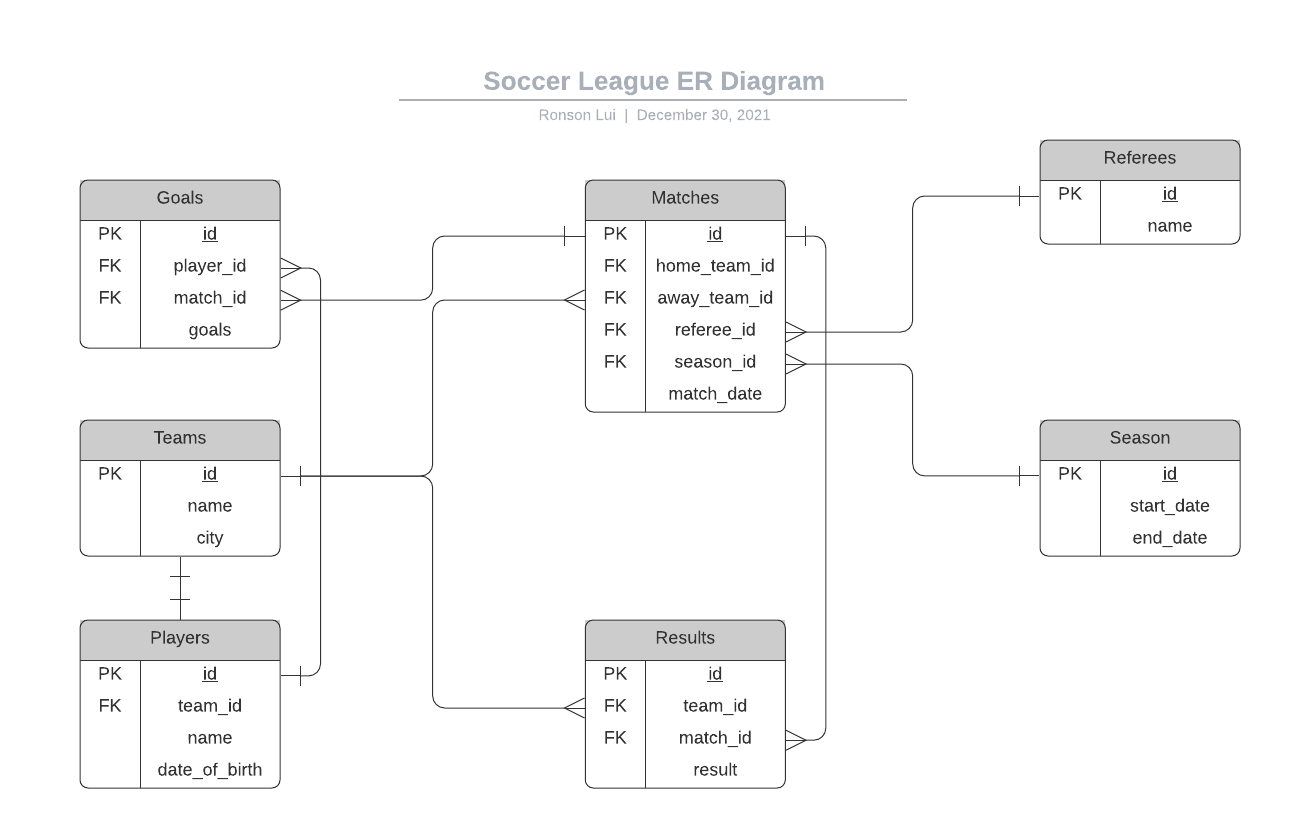 Soccer League ER Diagram
Ronson Lui | December 30, 2021
Goals
PK id
FK player_id
FK match_id
goals
Matches
PK id
FK home_team_id
FK away_team_id
FK referee_id
FK season_id
match_date
Referees
PK id
name
Teams
PK id
name
city
Season
PK id
start_date
end_date
Players
PK id
FK team_id
name
date_of_birth
Results
PK id
FK team_id
FK match_id
result